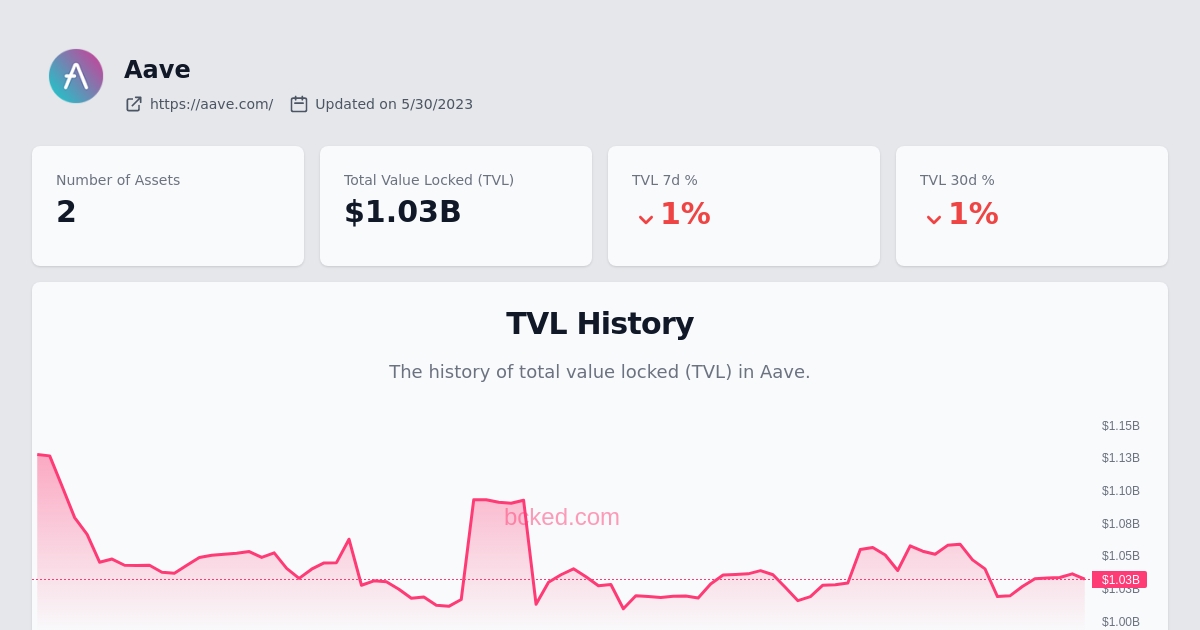 Aave
https://aave.com/ Updated on 5/30/2023
Number of Assets
2
Total Value Locked (TVL)
$1.03B
TVL 7d %
1%
TVL 30d %
1%
TVL History
The history of total value locked (TVL) in Aave.
$1.15B
$1.13B
$1.10B
bcked.com
$1.08B
$1.05B
$1.03B
$1.03B
$1.00B